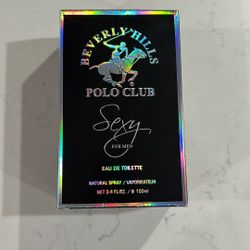 BEVERLY HILLS
POLO CLUB
Sexy
FOR MEN
EAU DE TOILETTE
NATURAL SPRAY / VAPORISATEUR
NET 3.4 FL.OZ. / ℮ 100ml